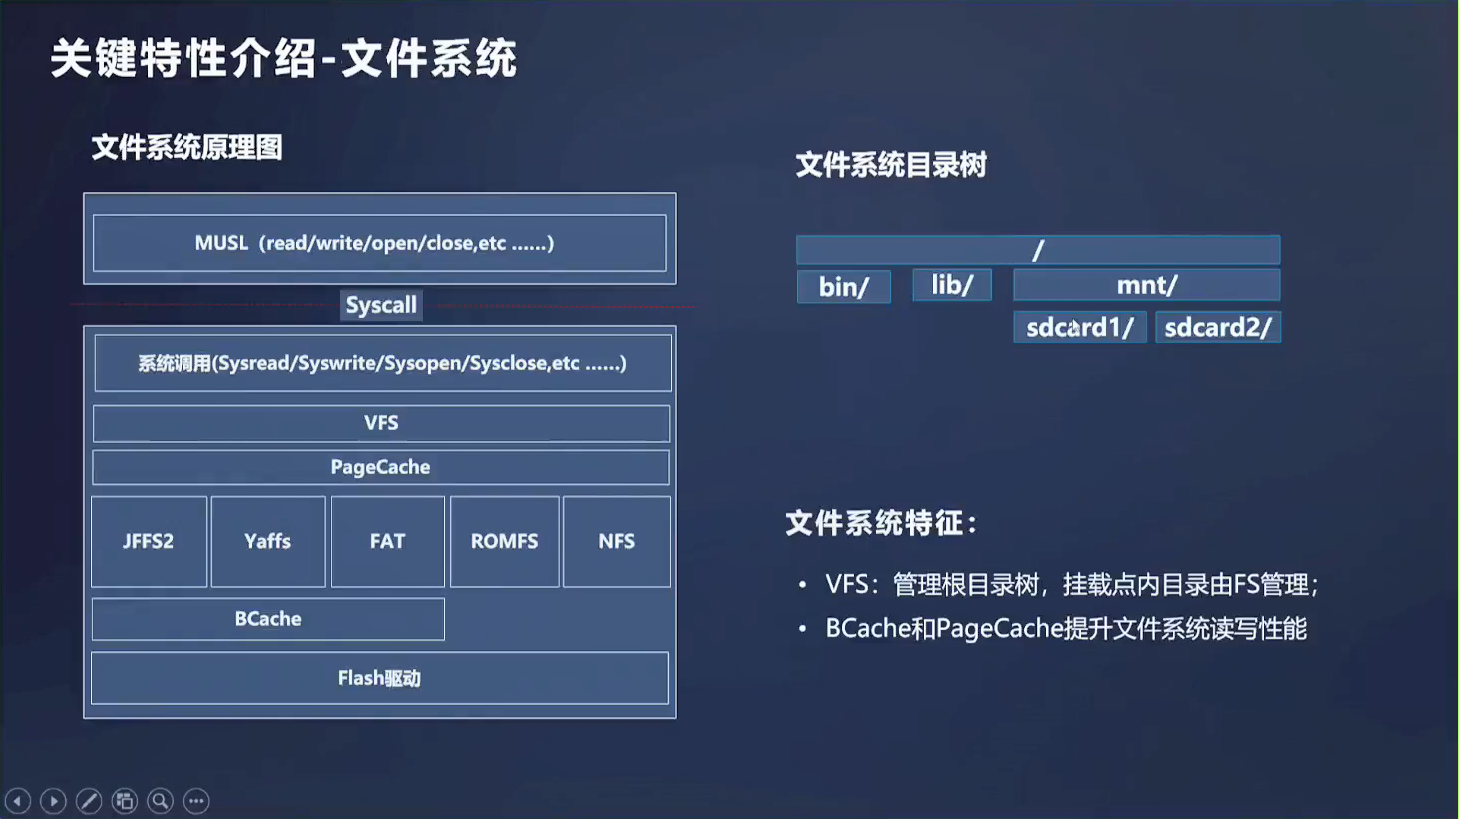 关键特性介绍-文件系统
文件系统原理图
MUSL（read/write/open/close,etc ......）
Syscall
系统调用(Sysread/Syswrite/Sysopen/Sysclose,etc ......)
VFS
PageCache
JFFS2
Yaffs
FAT
ROMFS
NFS
BCache
Flash驱动
文件系统目录树
/
bin/
lib/
mnt/
sdcard1/
sdcard2/
文件系统特征：
• VFS：管理根目录树，挂载点内目录由FS管理；
• BCache和PageCache提升文件系统读写性能